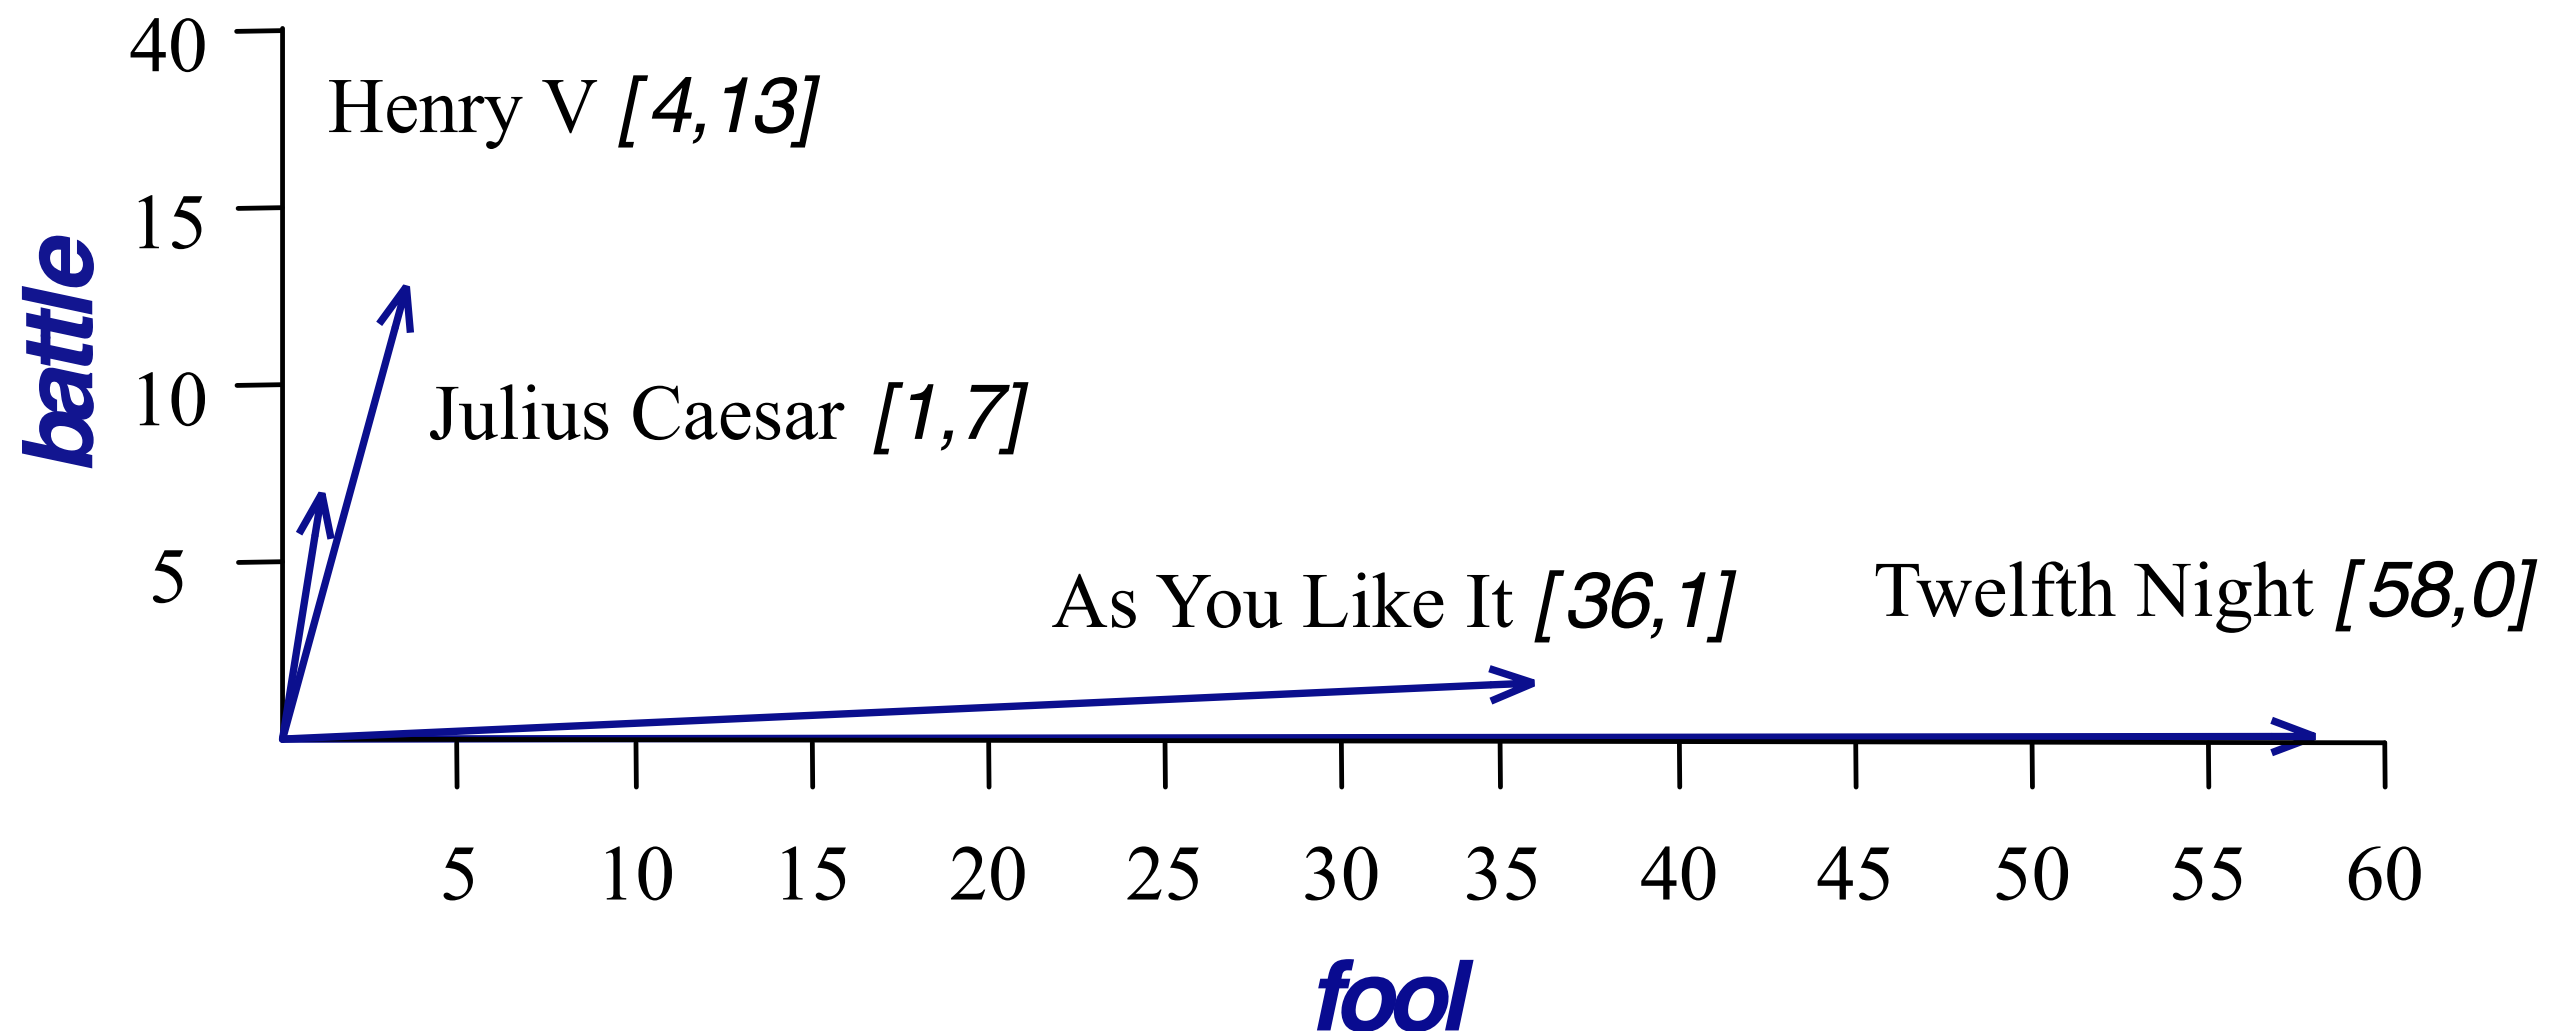 40
Henry V [4,13]
15
battle
10
Julius Caesar [1,7]
5
As You Like It [36,1]
Twelfth Night [58,0]
5 10 15 20 25 30 35 40 45 50 55 60
fool